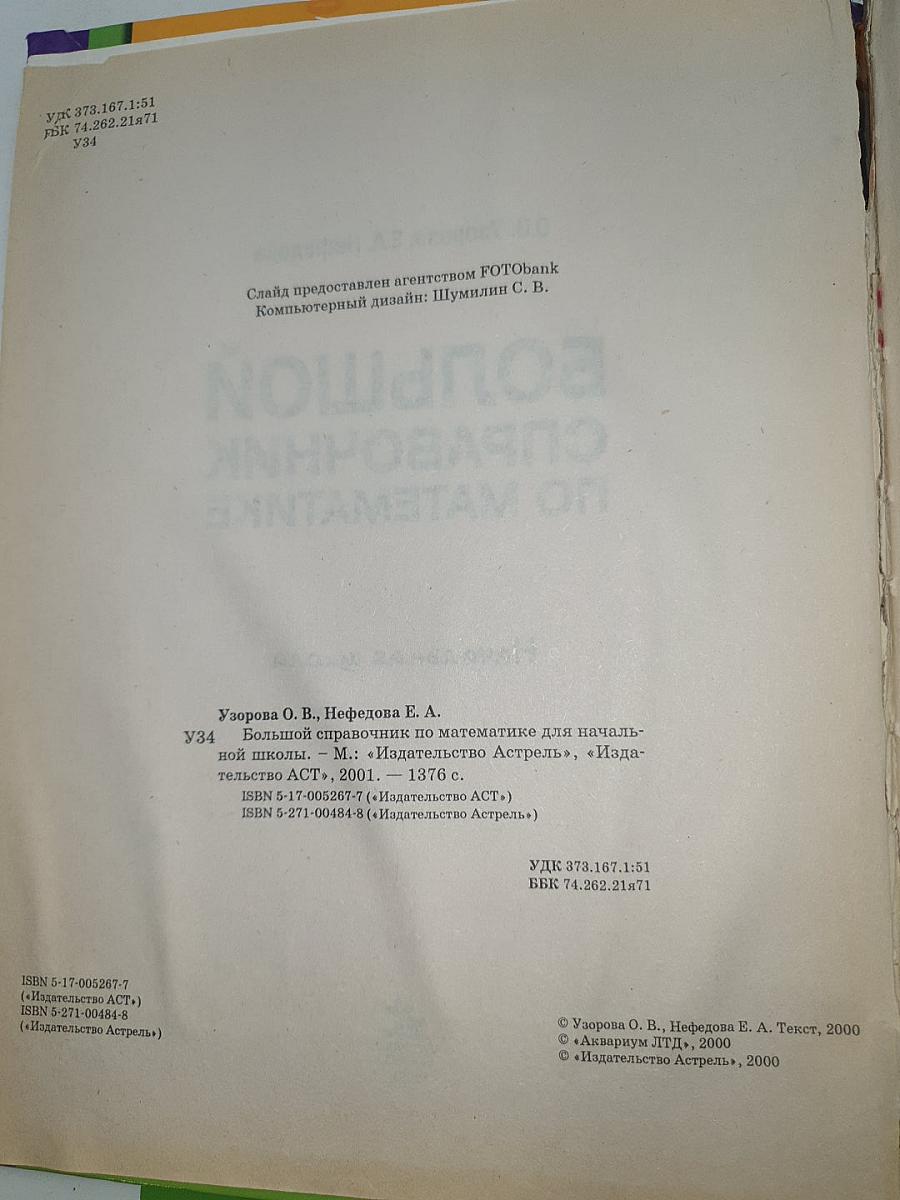 УДК 373.167.1:51
ББК 74.262.21я71
У34
Слайд предоставлен агентством FOTObank
Компьютерный дизайн: Шумилин С. В.
БОЛЬШОЙ
СПРАВОЧНИК
ПО МАТЕМАТИКЕ
Узорова О. В., Нефедова Е. А.
У34 Большой справочник по математике для началь-
ной школы. – М.: «Издательство Астрель», «Изда-
тельство АСТ», 2001. — 1376 с.
ISBN 5-17-005267-7 («Издательство АСТ»)
ISBN 5-271-00484-8 («Издательство Астрель»)
УДК 373.167.1:51
ББК 74.262.21я71
ISBN 5-17-005267-7
(«Издательство АСТ»)
ISBN 5-271-00484-8
(«Издательство Астрель»)
© Узорова О. В., Нефедова Е. А. Текст, 2000
© «Аквариум ЛТД», 2000
© «Издательство Астрель», 2000